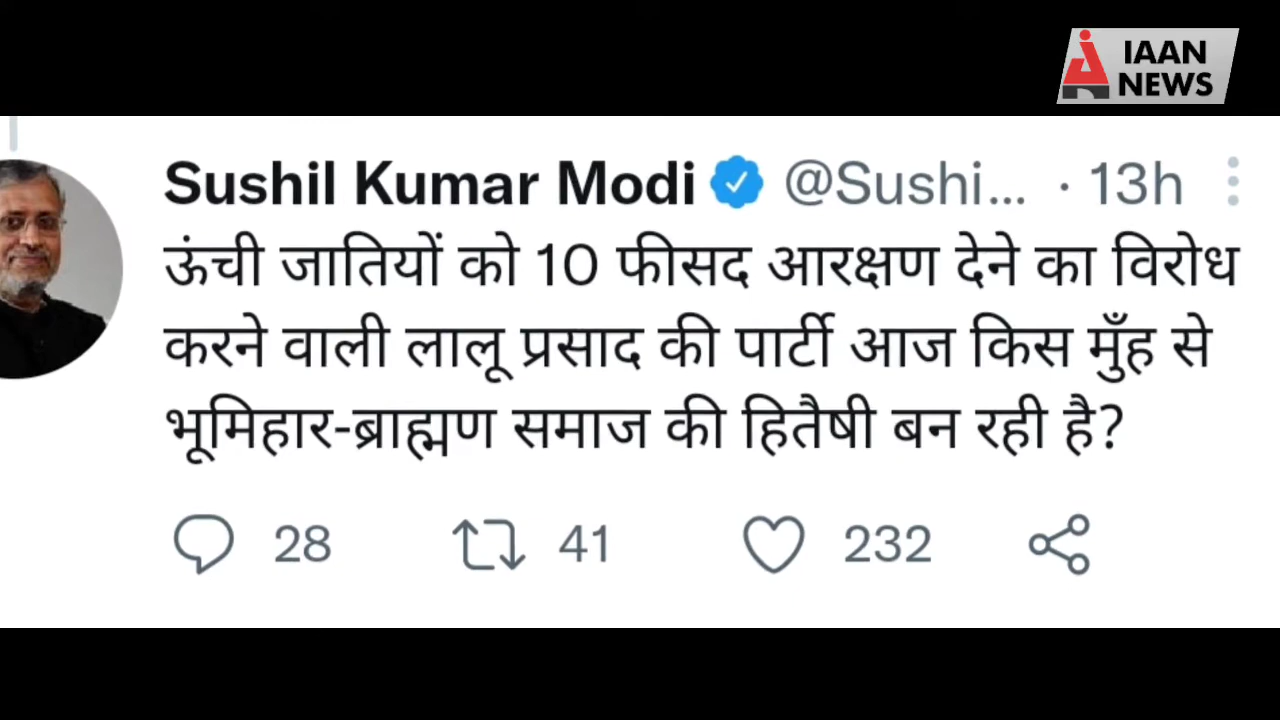 IAAN
NEWS
Sushil Kumar Modi @Sushi... · 13h
ऊंची जातियों को 10 फीसद आरक्षण देने का विरोध
करने वाली लालू प्रसाद की पार्टी आज किस मुँह से
भूमिहार-ब्राह्मण समाज की हितैषी बन रही है?
28 41 232